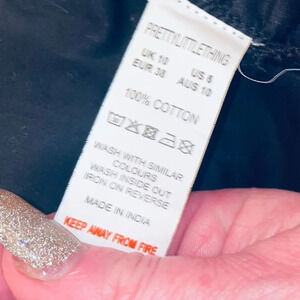 PRETTYLITTLETHING
UK 10 US 6
EUR 38 AUS 10
100% COTTON
WASH WITH SIMILAR
COLOURS
WASH INSIDE OUT
IRON ON REVERSE
MADE IN INDIA
KEEP AWAY FROM FIRE